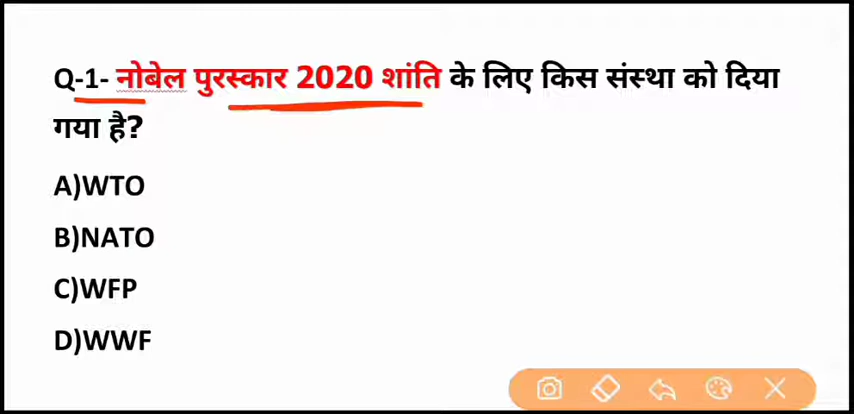 Q-1- नोबेल पुरस्कार 2020 शांति के लिए किस संस्था को दिया
गया है?
A)WTO
B)NATO
C)WFP
D)WWF